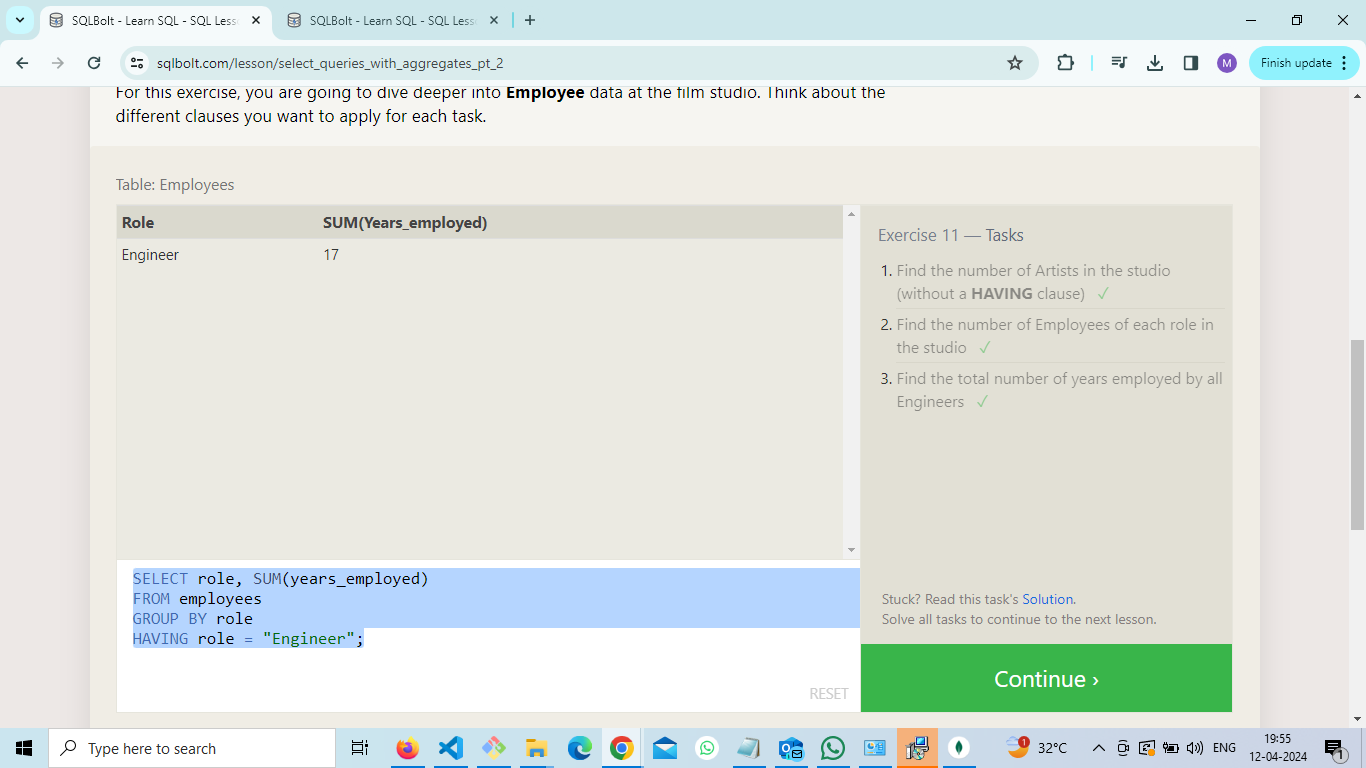 SQLBolt - Learn SQL - SQL Less
SQLBolt - Learn SQL - SQL Less
sqlbolt.com/lesson/select_queries_with_aggregates_pt_2
M
Finish update
For this exercise, you are going to dive deeper into Employee data at the film studio. Think about the
different clauses you want to apply for each task.
Table: Employees
Role SUM(Years_employed)
Engineer 17
Exercise 11 — Tasks
1. Find the number of Artists in the studio
(without a HAVING clause) ✓
2. Find the number of Employees of each role in
the studio ✓
3. Find the total number of years employed by all
Engineers ✓
SELECT role, SUM(years_employed)
FROM employees
GROUP BY role
HAVING role = "Engineer";
RESET
Stuck? Read this task's Solution.
Solve all tasks to continue to the next lesson.
Continue ›
Type here to search
1
32°C
ENG
19:55
12-04-2024
1